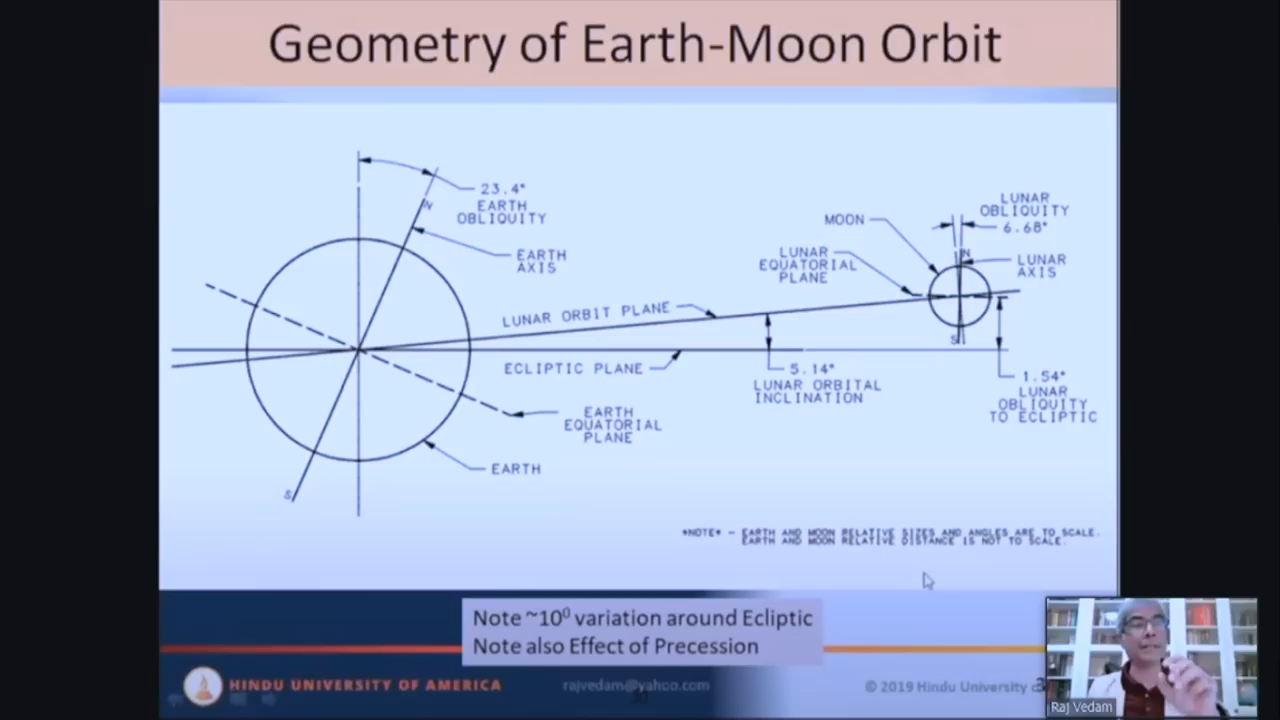 Geometry of Earth-Moon Orbit
23.4°
EARTH
OBLIQUITY
N
EARTH
AXIS
LUNAR ORBIT PLANE
ECLIPTIC PLANE
EARTH
EQUATORIAL
PLANE
EARTH
S
MOON
LUNAR
EQUATORIAL
PLANE
LUNAR
OBLIQUITY
6.68°
N
LUNAR
AXIS
S
5.14°
LUNAR ORBITAL
INCLINATION
1.54°
LUNAR
OBLIQUITY
TO ECLIPTIC
*NOTE* - EARTH AND MOON RELATIVE SIZES AND ANGLES ARE TO SCALE.
EARTH AND MOON RELATIVE DISTANCE IS NOT TO SCALE.
Note ~10⁰ variation around Ecliptic
Note also Effect of Precession
HINDU UNIVERSITY OF AMERICA
rajvedam@yahoo.com
© 2019 Hindu University
Raj Vedam